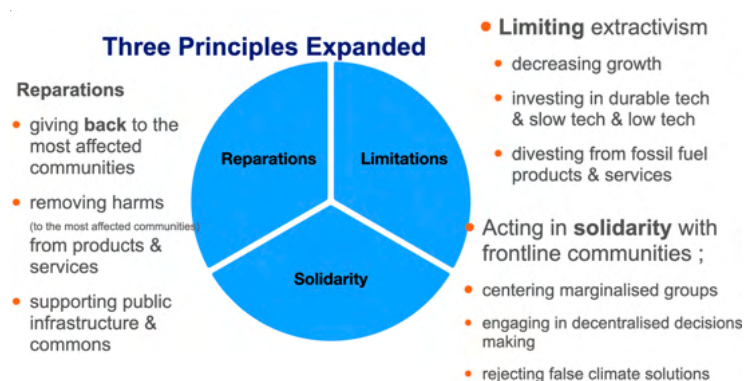 Three Principles Expanded
Reparations
• giving back to the
most affected
communities
• removing harms
(to the most affected communities)
from products &
services
• supporting public
infrastructure &
commons
Reparations
Limitations
Solidarity
• Limiting extractivism
• decreasing growth
• investing in durable tech
& slow tech & low tech
• divesting from fossil fuel
products & services
• Acting in solidarity with
frontline communities ;
• centering marginalised groups
• engaging in decentralised decisions
making
• rejecting false climate solutions